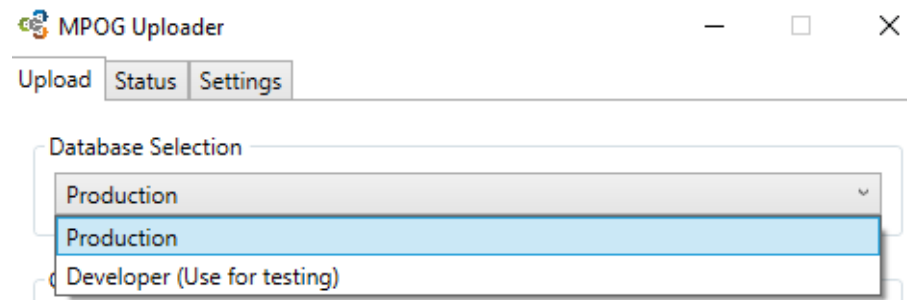 MPOG Uploader
Upload Status Settings
Database Selection
Production
Production
Developer (Use for testing)